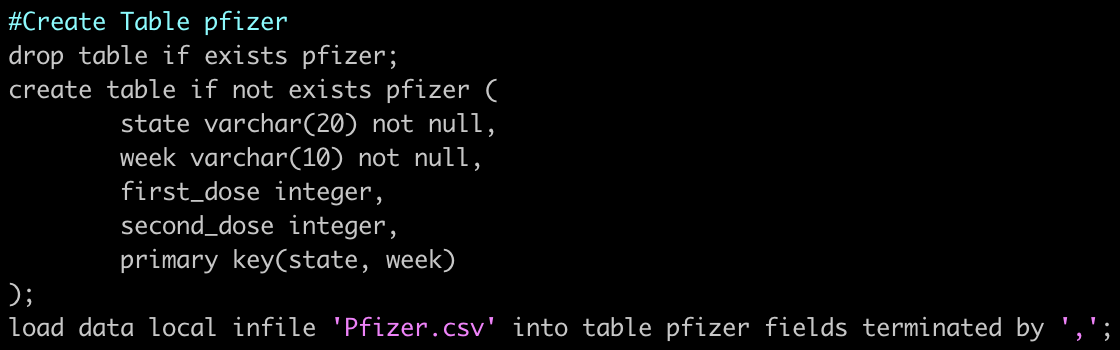 #Create Table pfizer
drop table if exists pfizer;
create table if not exists pfizer (
        state varchar(20) not null,
        week varchar(10) not null,
        first_dose integer,
        second_dose integer,
        primary key(state, week)
);
load data local infile 'Pfizer.csv' into table pfizer fields terminated by ',';